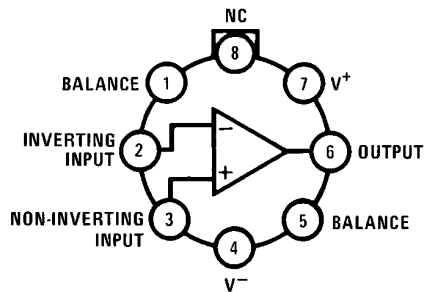 NC
8
BALANCE 1
7 V+
INVERTING
INPUT
2
−
6 OUTPUT
+
NON-INVERTING
INPUT
3
5 BALANCE
4
V−